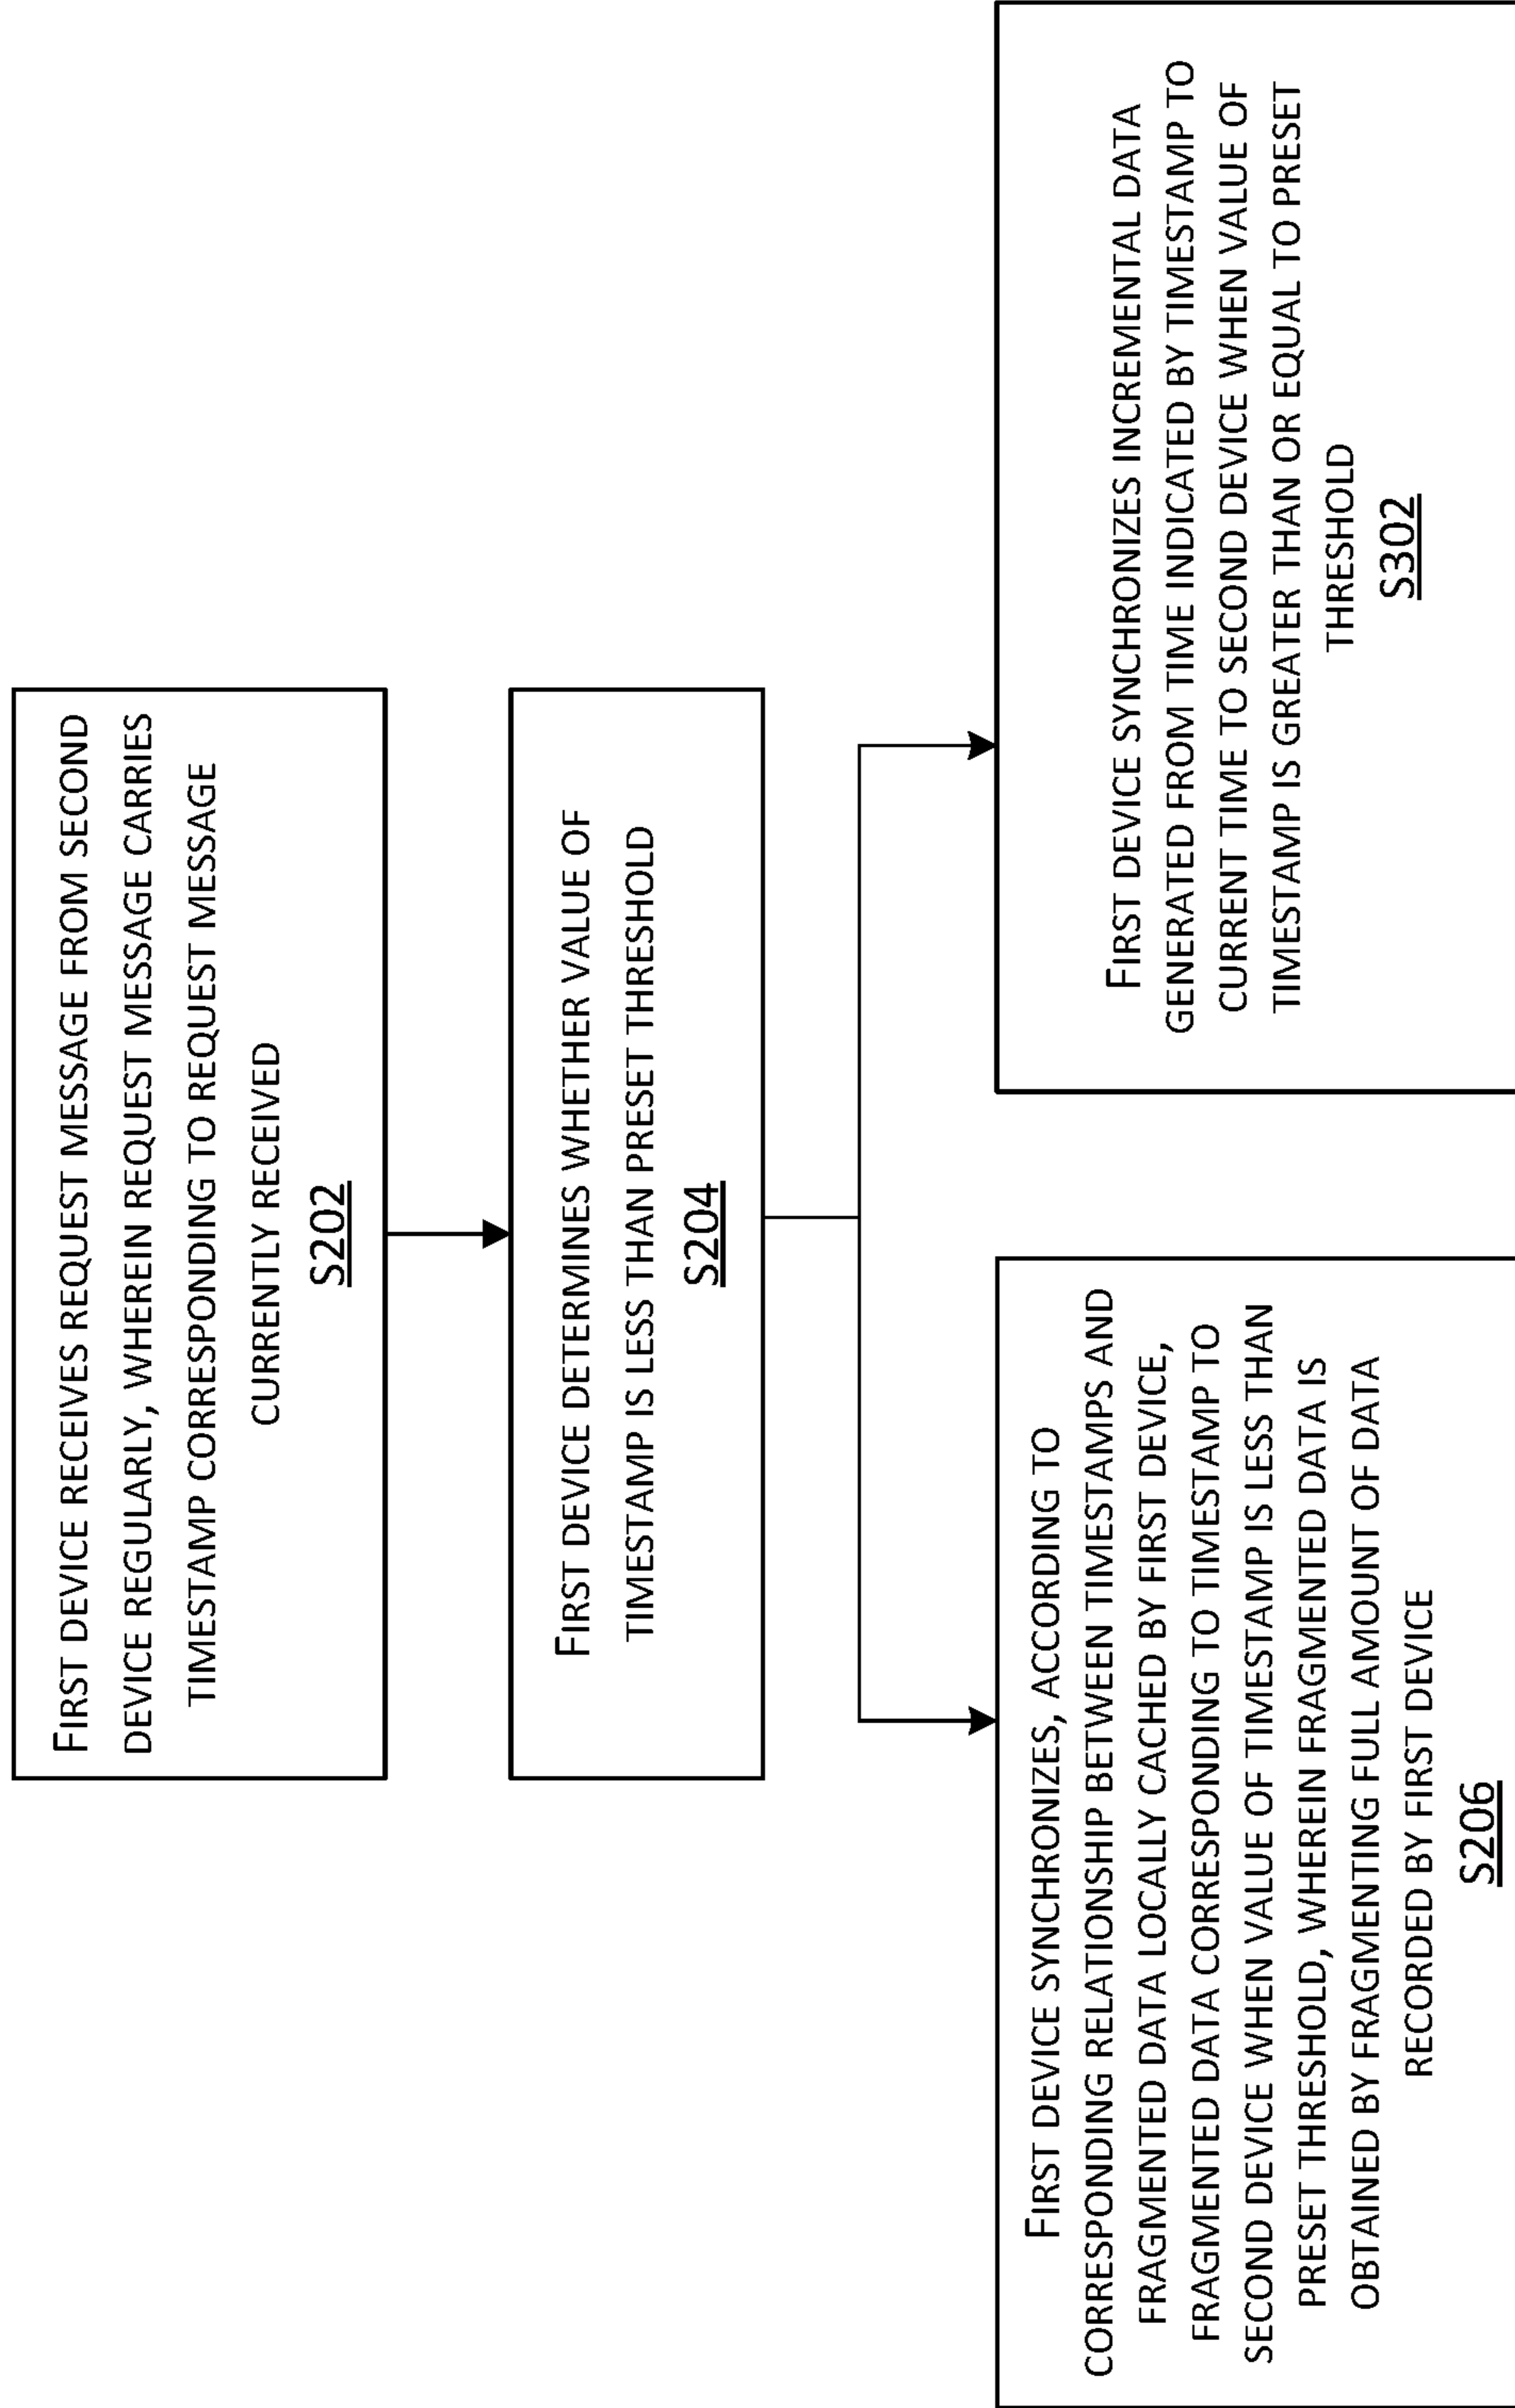 FIRST DEVICE RECEIVES REQUEST MESSAGE FROM SECOND
DEVICE REGULARLY, WHEREIN REQUEST MESSAGE CARRIES
TIMESTAMP CORRESPONDING TO REQUEST MESSAGE
CURRENTLY RECEIVED
S202
FIRST DEVICE DETERMINES WHETHER VALUE OF
TIMESTAMP IS LESS THAN PRESET THRESHOLD
S204
FIRST DEVICE SYNCHRONIZES, ACCORDING TO
CORRESPONDING RELATIONSHIP BETWEEN TIMESTAMPS AND
FRAGMENTED DATA LOCALLY CACHED BY FIRST DEVICE,
FRAGMENTED DATA CORRESPONDING TO TIMESTAMP TO
SECOND DEVICE WHEN VALUE OF TIMESTAMP IS LESS THAN
PRESET THRESHOLD, WHEREIN FRAGMENTED DATA IS
OBTAINED BY FRAGMENTING FULL AMOUNT OF DATA
RECORDED BY FIRST DEVICE
S206
FIRST DEVICE SYNCHRONIZES INCREMENTAL DATA
GENERATED FROM TIME INDICATED BY TIMESTAMP TO
CURRENT TIME TO SECOND DEVICE WHEN VALUE OF
TIMESTAMP IS GREATER THAN OR EQUAL TO PRESET
THRESHOLD
S302